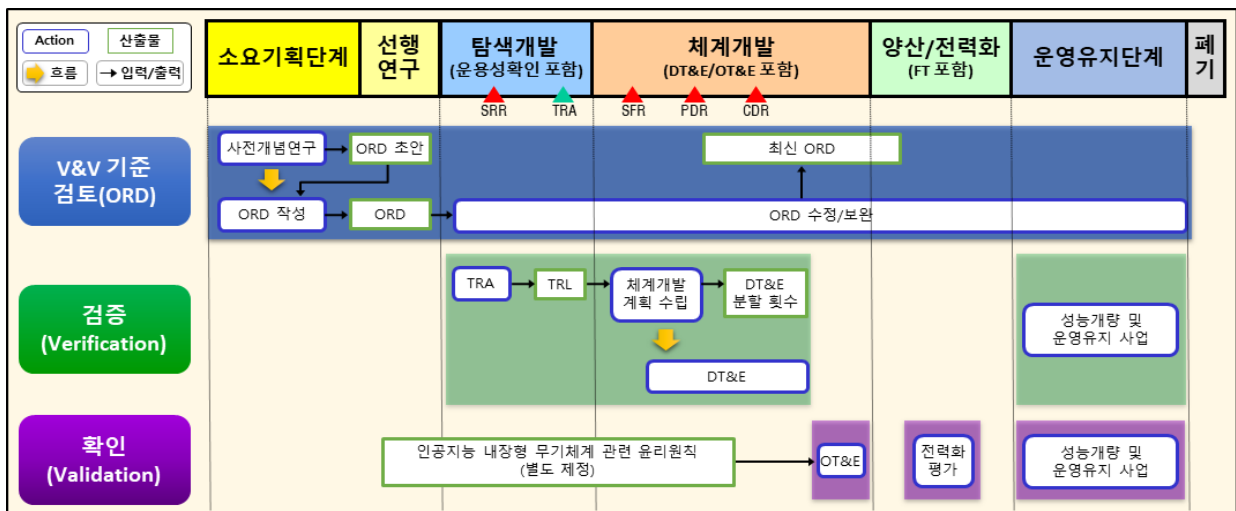 Action
산출물
흐름
→ 입력/출력
소요기획단계
선행
연구
탐색개발
(운용성확인 포함)
체계개발
(DT&E/OT&E 포함)
양산/전력화
(FT 포함)
운영유지단계
폐
기
SRR
TRA
SFR
PDR
CDR
V&V 기준
검토(ORD)
사전개념연구
ORD 초안
최신 ORD
ORD 작성
ORD
ORD 수정/보완
검증
(Verification)
TRA
TRL
체계개발
계획 수립
DT&E
분할 횟수
DT&E
성능개량 및
운영유지 사업
확인
(Validation)
인공지능 내장형 무기체계 관련 윤리원칙
(별도 제정)
OT&E
전력화
평가
성능개량 및
운영유지 사업